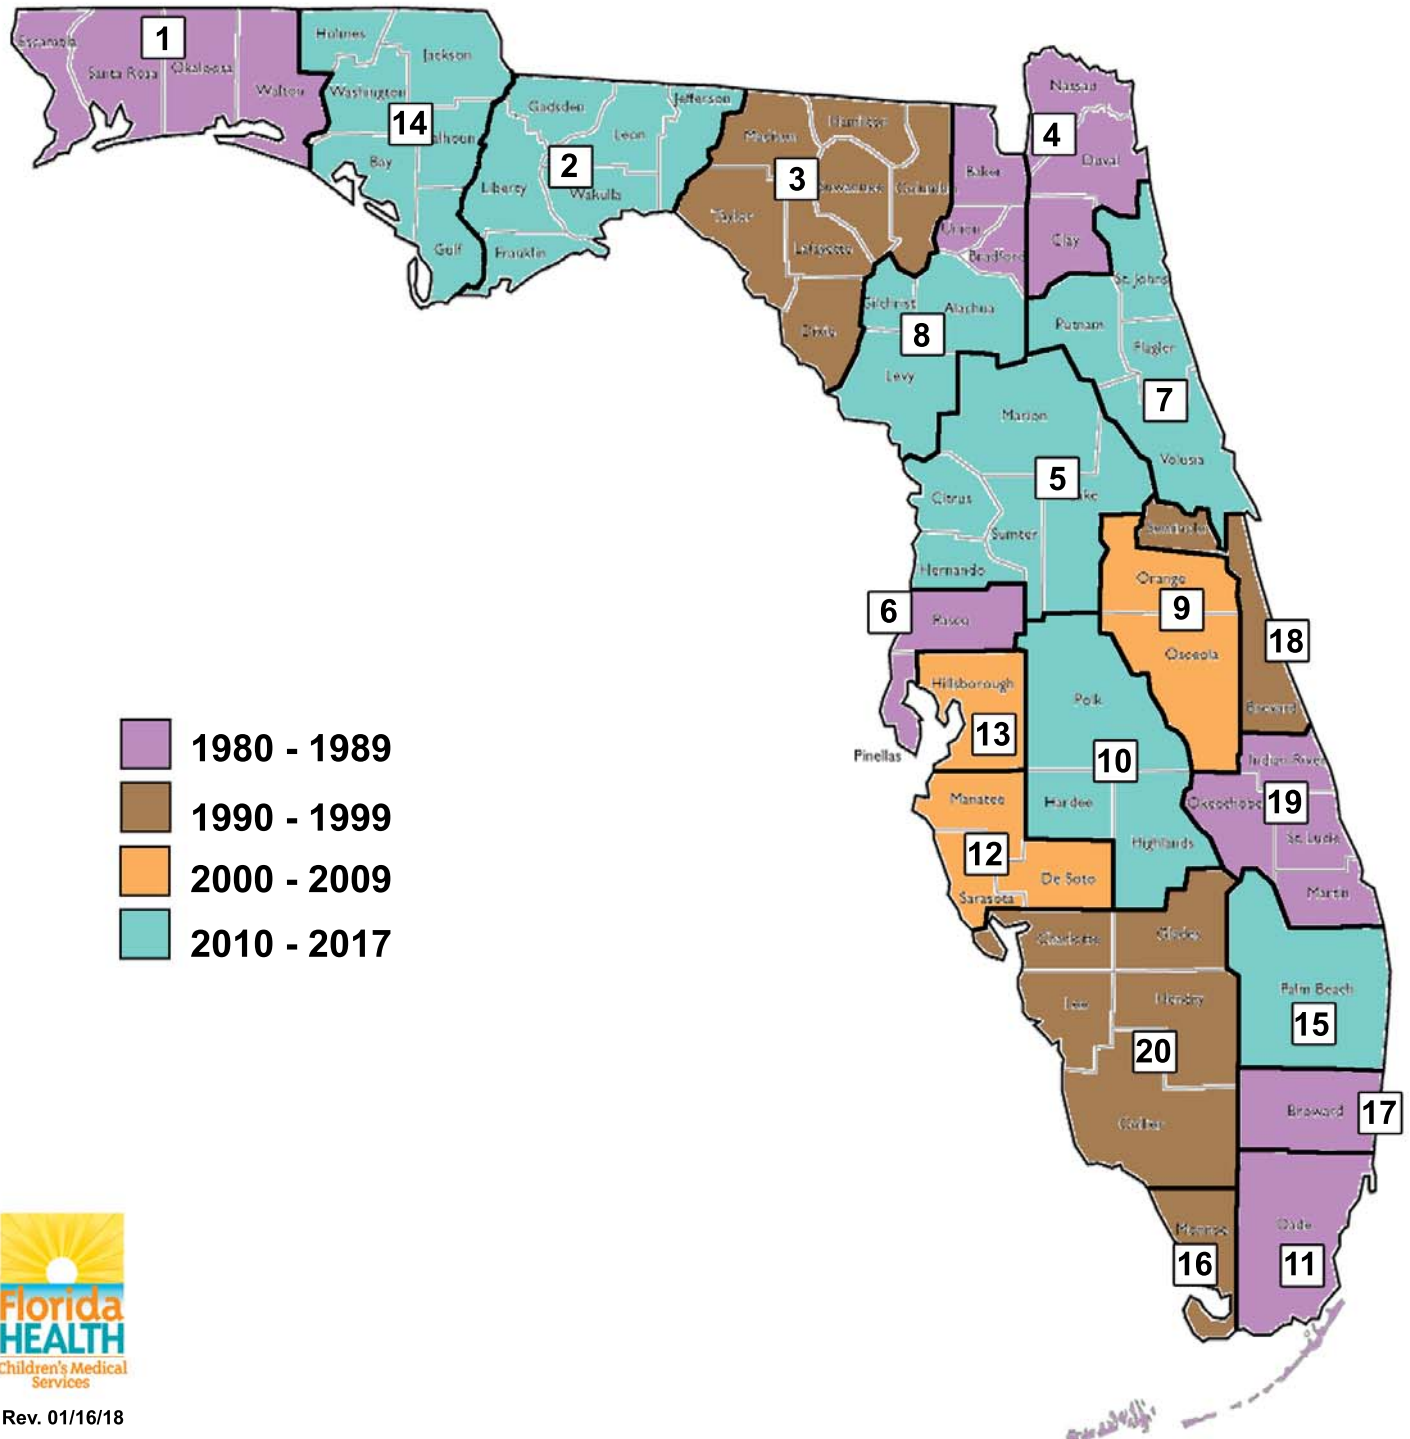 1
Escambia
Santa Rosa
Okaloosa
Walton
Holmes
Jackson
Washington
14
alhoun
Bay
Gulf
Gadsden
Jefferson
Leon
2
Liberty
Wakulla
Franklin
Madison
Hamilton
3
Suwannee
Columbia
Taylor
Lafayette
Dixie
Nassau
4
Duval
Baker
Union
Bradford
Clay
St. Johns
Gilchrist
Alachua
8
Levy
Putnam
Flagler
7
Volusia
Marion
5
ke
Citrus
Sumter
Hernando
Seminole
Orange
9
Osceola
18
Brevard
6
Pasco
Hillsborough
13
Pinellas
Polk
10
Hardee
Highlands
Manatee
12
De Soto
Sarasota
Indian River
Okeechobee
19
St. Lucie
Martin
Charlotte
Glades
Lee
Hendry
20
Collier
Palm Beach
15
Broward
17
Monroe
16
Dade
11
1980 - 1989
1990 - 1999
2000 - 2009
2010 - 2017
Florida
HEALTH
Children's Medical
Services
Rev. 01/16/18